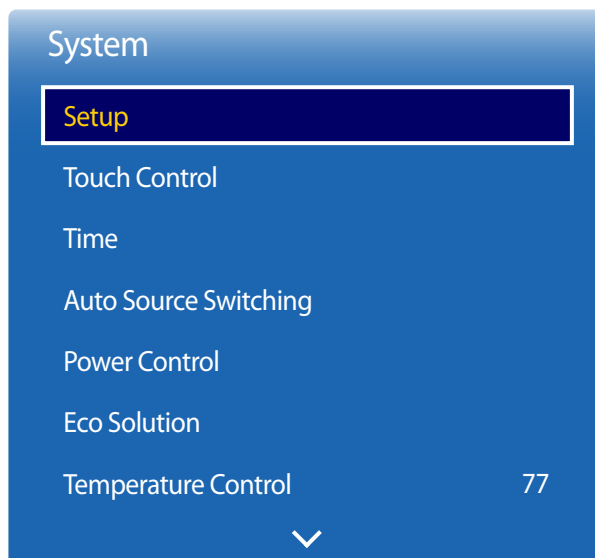 System
Setup
Touch Control
Time
Auto Source Switching
Power Control
Eco Solution
Temperature Control 77